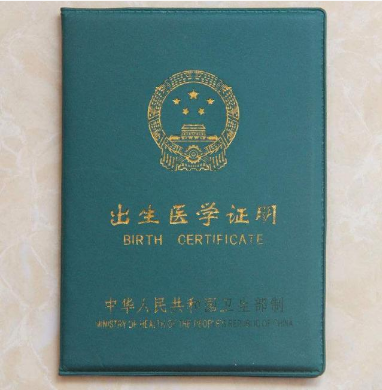 出生医学证明
BIRTH CERTIFICATE
中华人民共和国卫生部制
MINISTRY OF HEALTH OF THE PEOPLE'S REPUBLIC OF CHINA